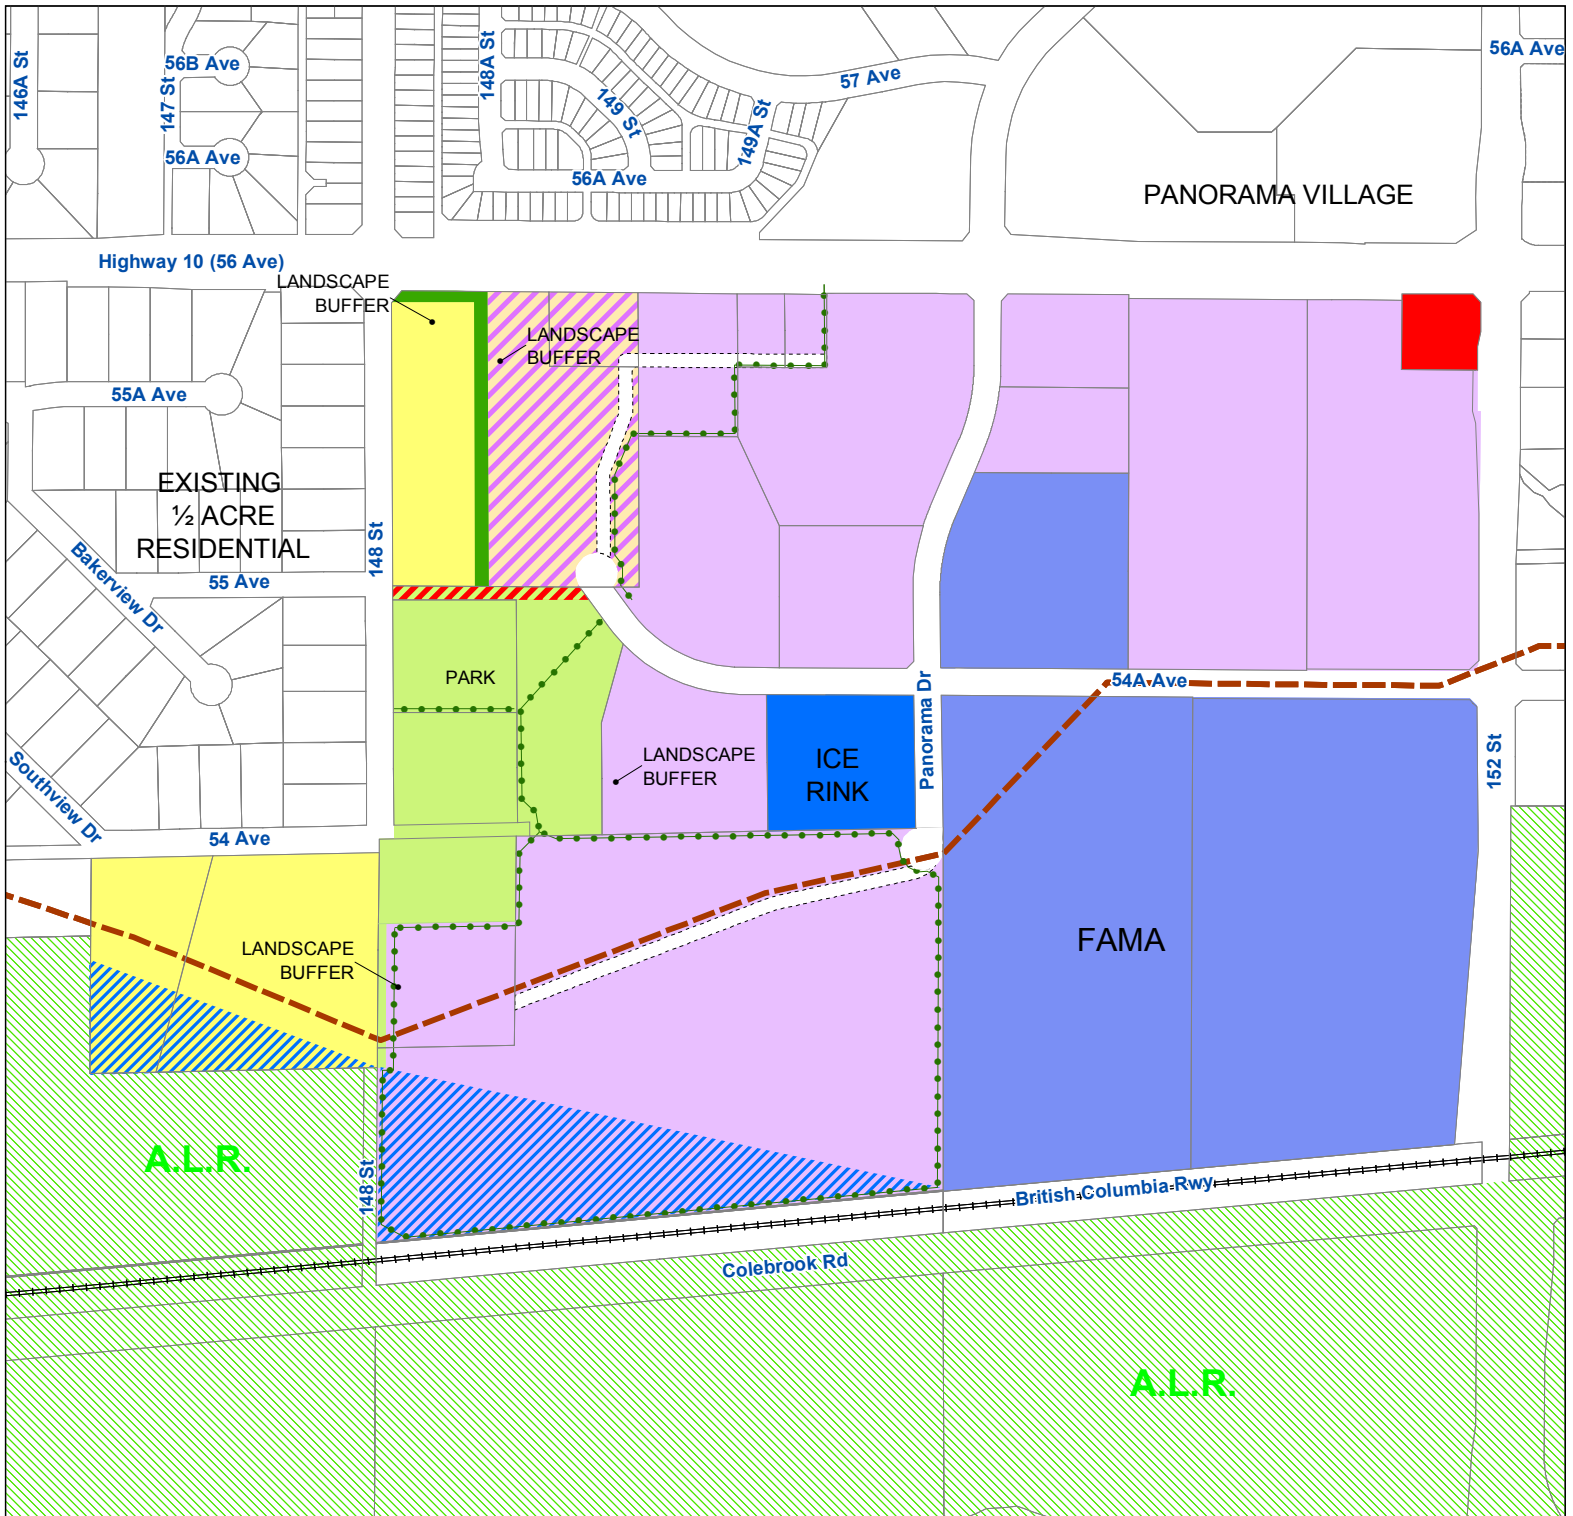 146A St
56B Ave
147 St
56A Ave
148A St
149 St
149A St
56A Ave
57 Ave
56A Ave
PANORAMA VILLAGE
Highway 10 (56 Ave)
LANDSCAPE
BUFFER
LANDSCAPE
BUFFER
55A Ave
EXISTING
½ ACRE
RESIDENTIAL
148 St
Bakerview Dr
55 Ave
PARK
Panorama Dr
54A Ave
Southview Dr
LANDSCAPE
BUFFER
ICE
RINK
152 St
54 Ave
LANDSCAPE
BUFFER
FAMA
A.L.R.
148 St
British Columbia Rwy
Colebrook Rd
A.L.R.